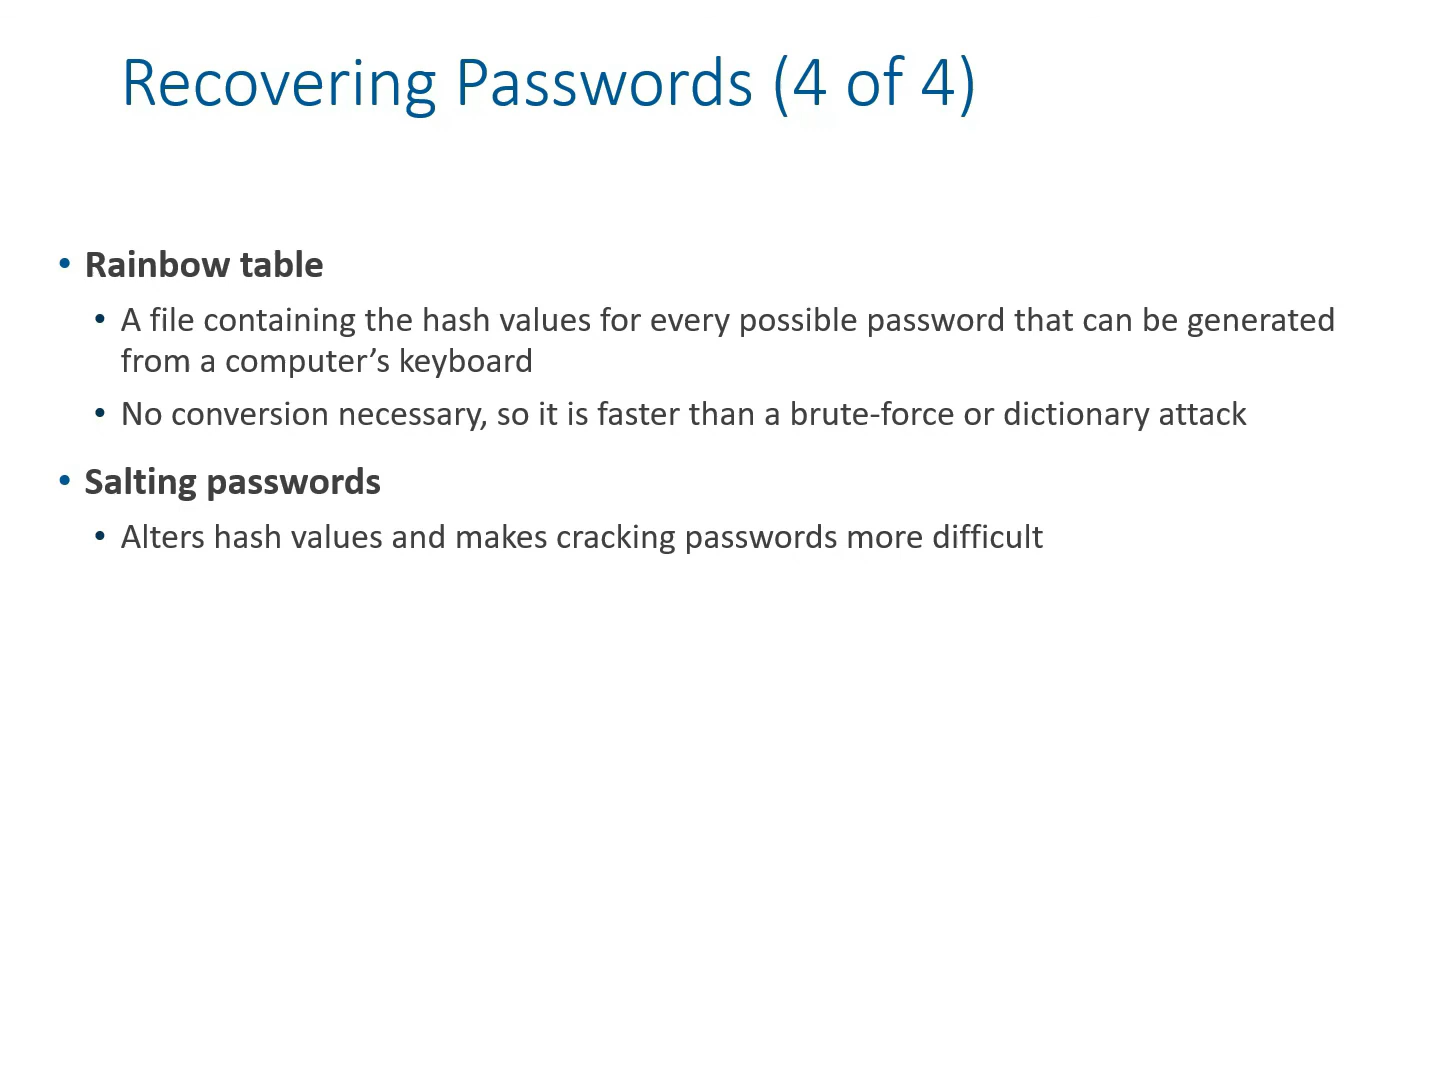 Recovering Passwords (4 of 4)
• Rainbow table
• A file containing the hash values for every possible password that can be generated
from a computer’s keyboard
• No conversion necessary, so it is faster than a brute-force or dictionary attack
• Salting passwords
• Alters hash values and makes cracking passwords more difficult